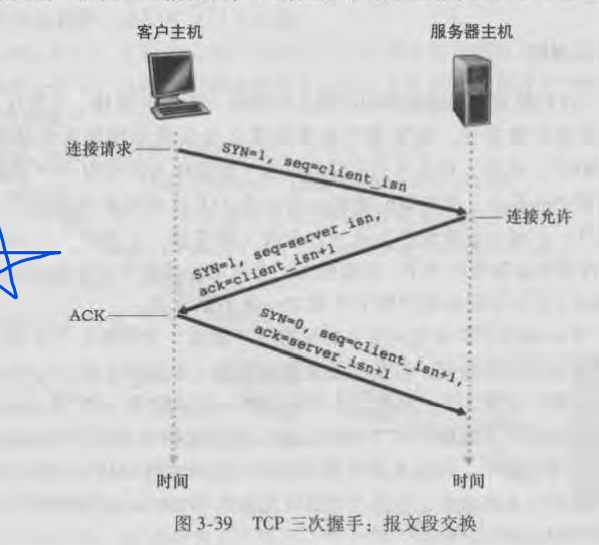 客户主机
服务器主机
连接请求
SYN=1, seq=client_isn
连接允许
SYN=1, seq=server_isn,
ack=client_isn+1
ACK
SYN=0, seq=client_isn+1,
ack=server_isn+1
时间
时间
图 3-39 TCP 三次握手：报文段交换